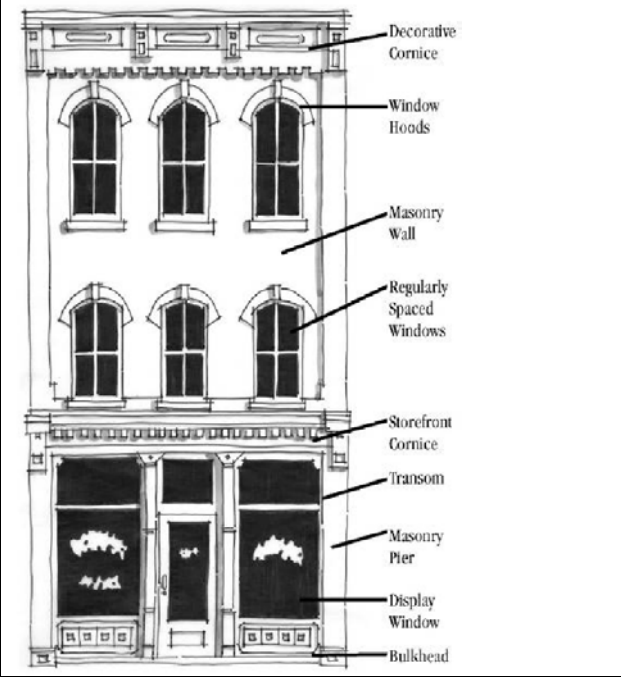 Decorative
Cornice
Window
Hoods
Masonry
Wall
Regularly
Spaced
Windows
Storefront
Cornice
Transom
Masonry
Pier
Display
Window
Bulkhead